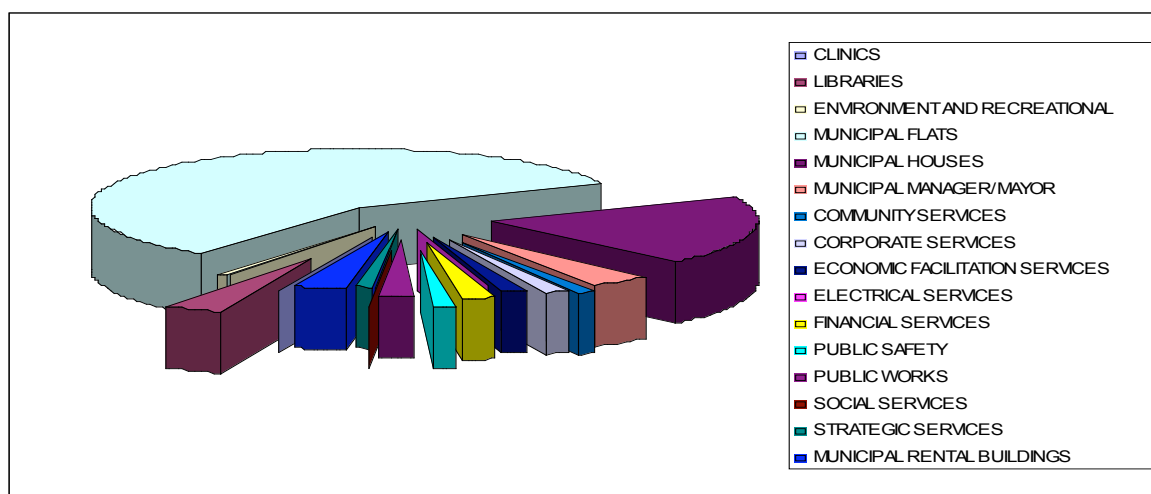 CLINICS
LIBRARIES
ENVIRONMENT AND RECREATIONAL
MUNICIPAL FLATS
MUNICIPAL HOUSES
MUNICIPAL MANAGER/MAYOR
COMMUNITY SERVICES
CORPORATE SERVICES
ECONOMIC FACILITATION SERVICES
ELECTRICAL SERVICES
FINANCIAL SERVICES
PUBLIC SAFETY
PUBLIC WORKS
SOCIAL SERVICES
STRATEGIC SERVICES
MUNICIPAL RENTAL BUILDINGS